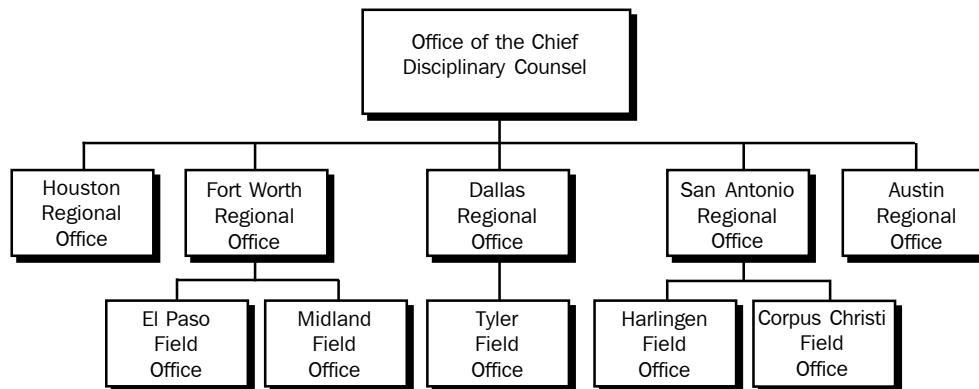 Office of the Chief
Disciplinary Counsel
Houston
Regional
Office
Fort Worth
Regional
Office
Dallas
Regional
Office
San Antonio
Regional
Office
Austin
Regional
Office
El Paso
Field
Office
Midland
Field
Office
Tyler
Field
Office
Harlingen
Field
Office
Corpus Christi
Field
Office